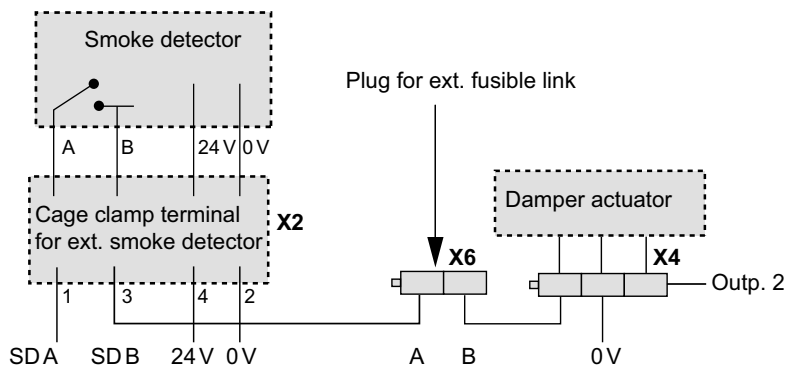 Smoke detector
Plug for ext. fusible link
A B 24 V 0 V
Damper actuator
Cage clamp terminal
for ext. smoke detector
X2
X6
X4
1 3 4 2
Outp. 2
SD A SD B 24 V 0 V A B 0 V